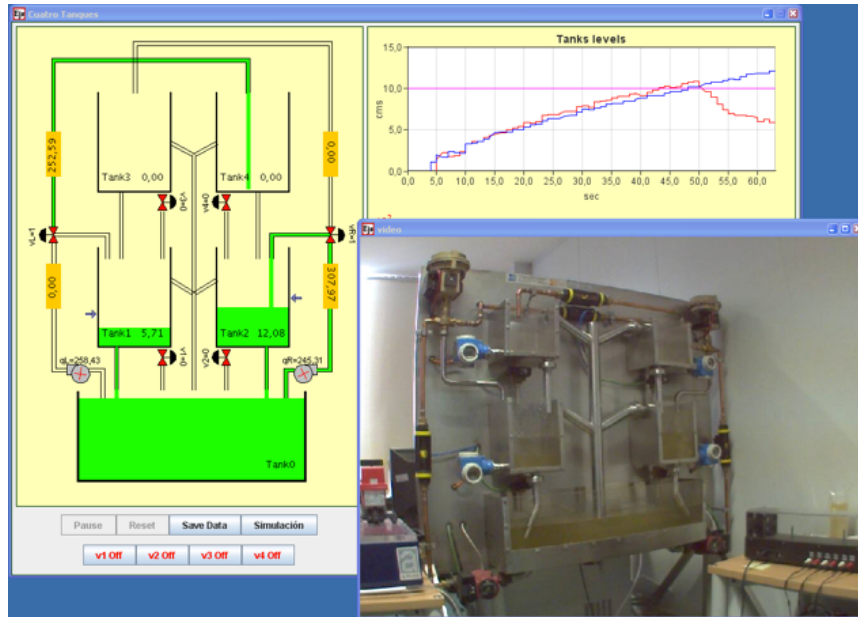 Cuatro Tanques
Tanks levels
15,0
10,0
5,0
0,0
cms
0,0 5,0 10,0 15,0 20,0 25,0 30,0 35,0 40,0 45,0 50,0 55,0 60,0
sec
252,59
0,00
Tank3 0,00
Tank4 0,00
v3=0
v4=0
vL=1
vR=1
0,00
307,97
Tank1 5,71
Tank2 12,08
qL=258,43
v1=0
v2=0
qR=245,31
Tank0
Pause Reset Save Data Simulación
v1 Off v2 Off v3 Off v4 Off
video